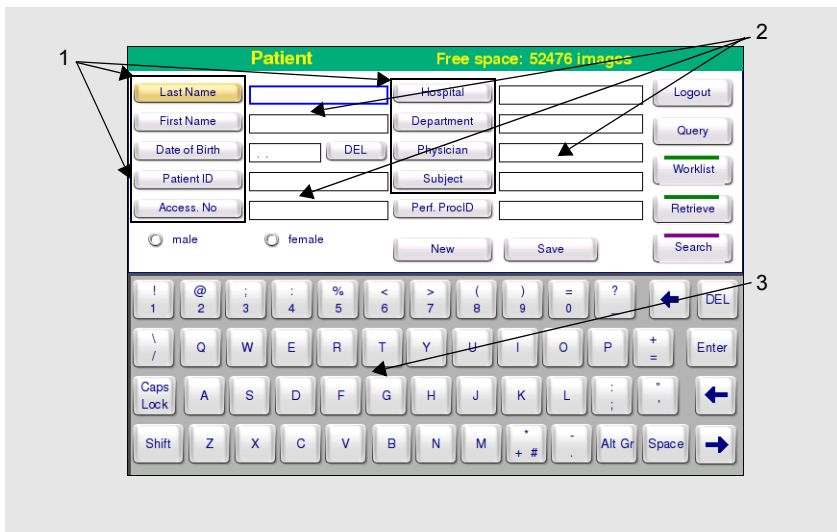 1
2
3
Patient Free space: 52476 images
Last Name Hospital Logout
First Name Department Query
Date of Birth . . DEL Physician Worklist
Patient ID Subject Retrieve
Access. No Perf. ProcID Search
male female New Save
! @ ; : % < > ( ) = ?
1 2 3 4 5 6 7 8 9 0 _ DEL
\ +
/ Q W E R T Y U I O P = Enter
Caps Lock A S D F G H J K L : ; " '
Shift Z X C V B N M * + # - . Alt Gr Space